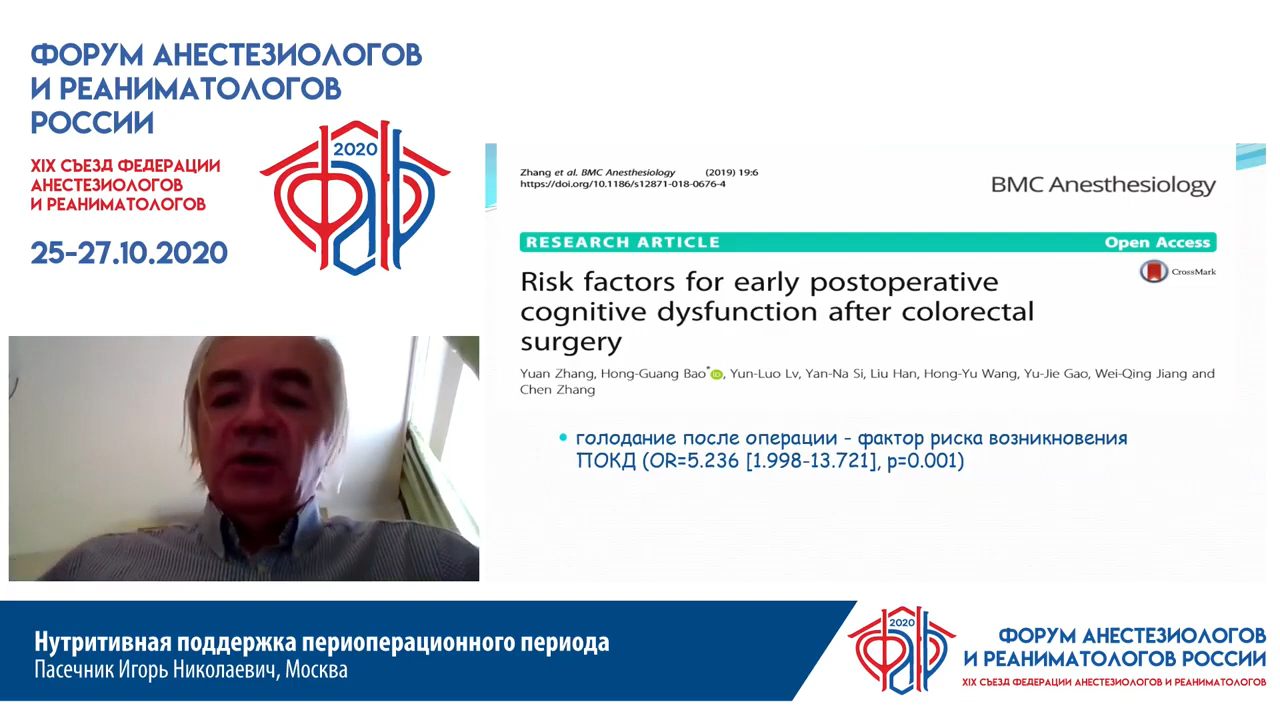 ФОРУМ АНЕСТЕЗИОЛОГОВ
И РЕАНИМАТОЛОГОВ
РОССИИ
XIX СЪЕЗД ФЕДЕРАЦИИ
АНЕСТЕЗИОЛОГОВ
И РЕАНИМАТОЛОГОВ
25-27.10.2020
2020
Zhang et al. BMC Anesthesiology (2019) 19:6
https://doi.org/10.1186/s12871-018-0676-4
BMC Anesthesiology
RESEARCH ARTICLE Open Access
CrossMark
Risk factors for early postoperative
cognitive dysfunction after colorectal
surgery
Yuan Zhang, Hong-Guang Bao*, Yun-Luo Lv, Yan-Na Si, Liu Han, Hong-Yu Wang, Yu-Jie Gao, Wei-Qing Jiang and
Chen Zhang
• голодание после операции - фактор риска возникновения
ПОКД (OR=5.236 [1.998-13.721], p=0.001)
Нутритивная поддержка периоперационного периода
Пасечник Игорь Николаевич, Москва
2020
ФОРУМ АНЕСТЕЗИОЛОГОВ
И РЕАНИМАТОЛОГОВ РОССИИ
XIX СЪЕЗД ФЕДЕРАЦИИ АНЕСТЕЗИОЛОГОВ И РЕАНИМАТОЛОГОВ